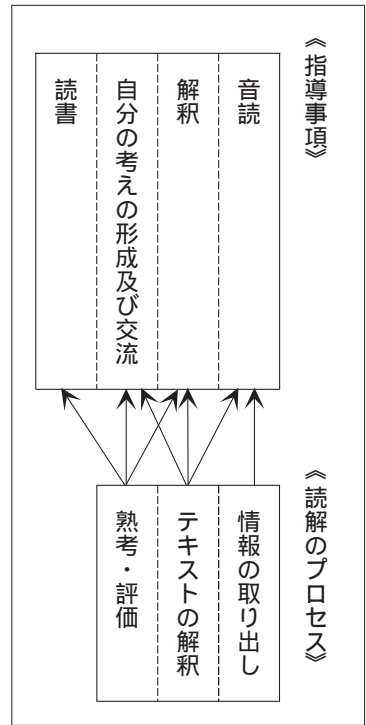 《指導事項》
音読
解釈
自分の考えの形成及び交流
読書
《読解のプロセス》
情報の取り出し
テキストの解釈
熟考・評価